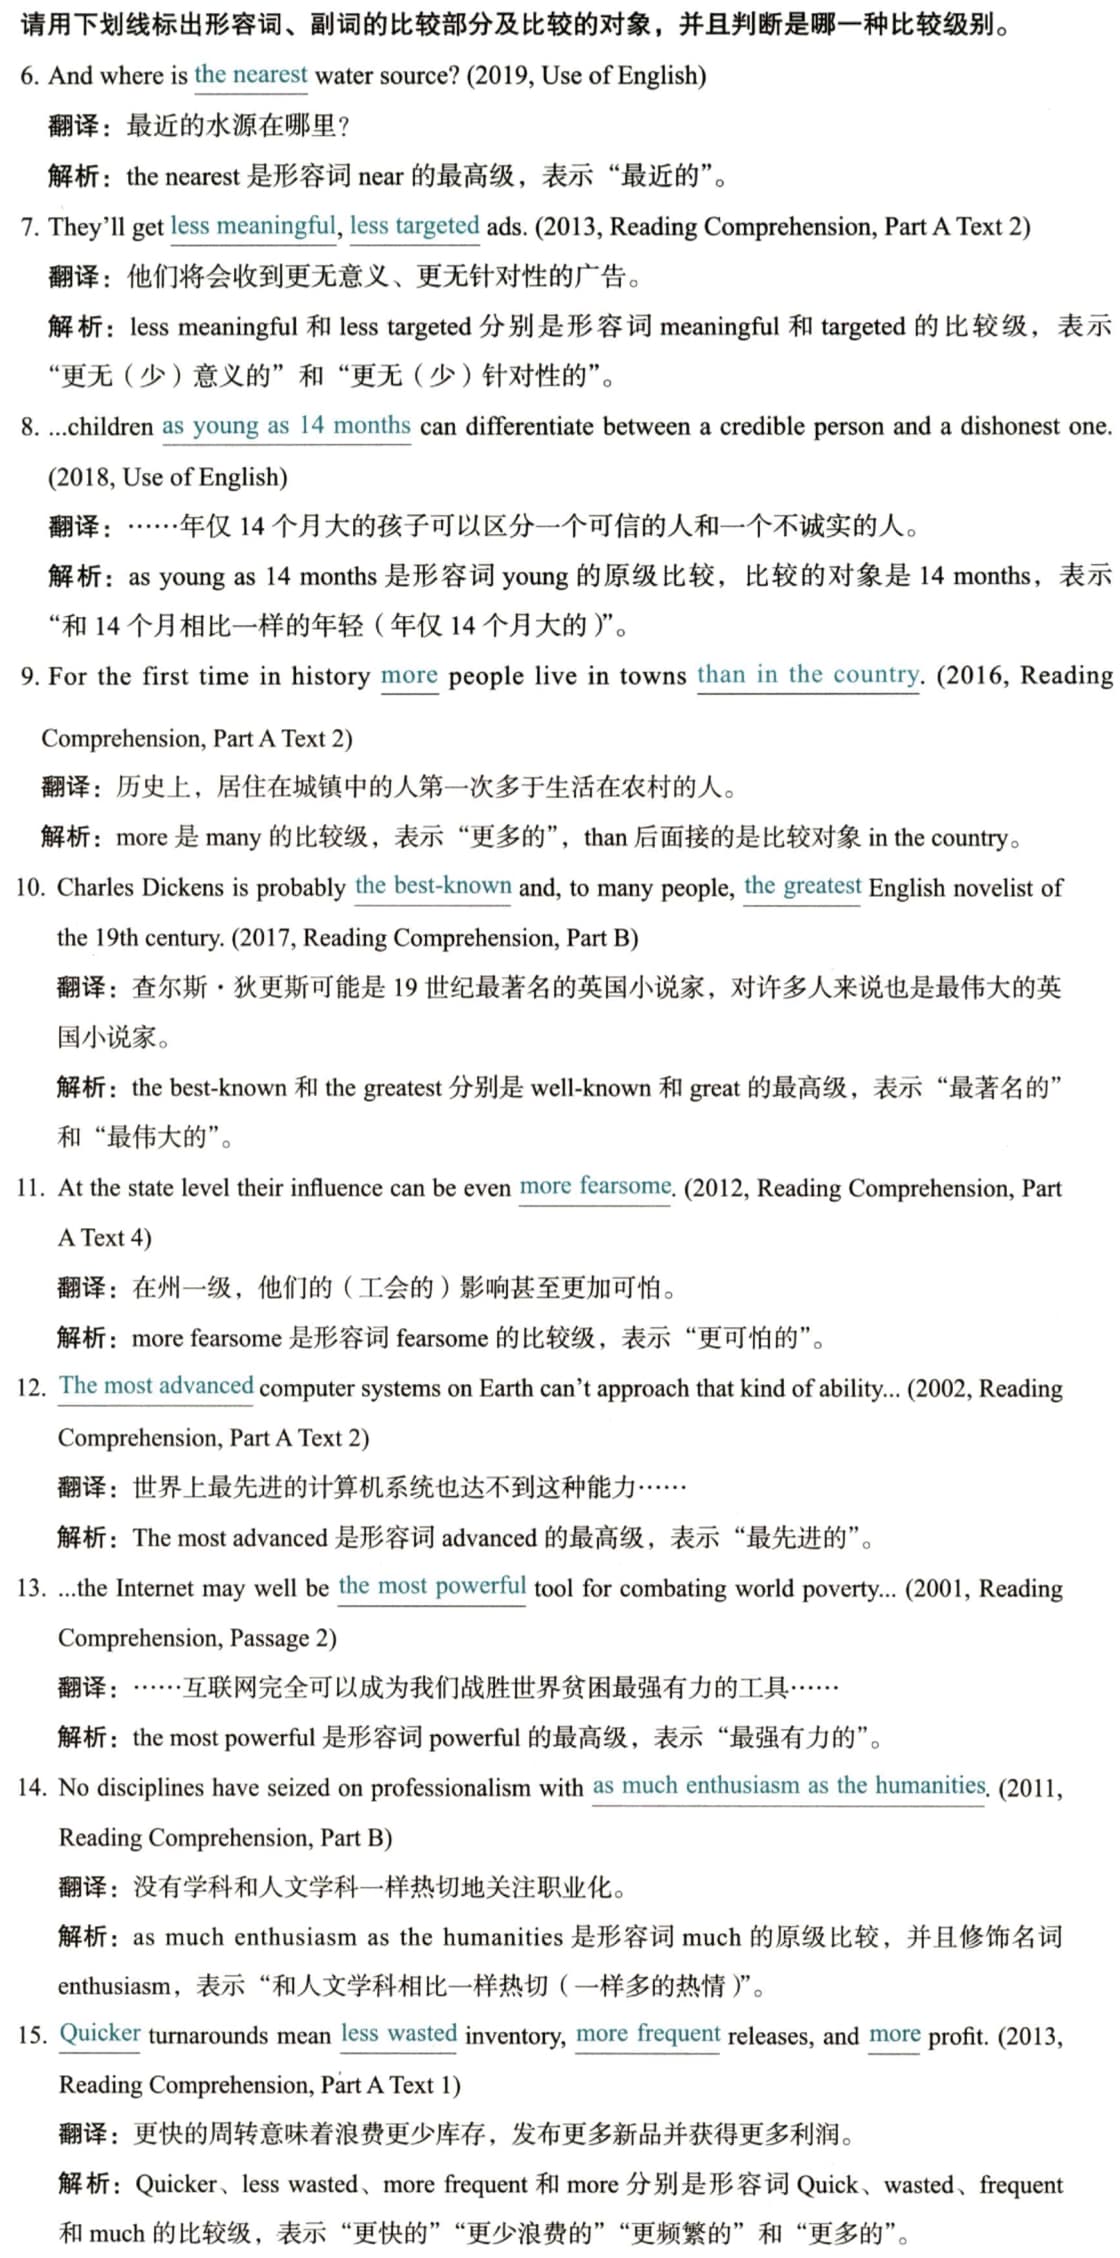 请用下划线标出形容词、副词的比较部分及比较的对象，并且判断是哪一种比较级别。
6. And where is the nearest water source? (2019, Use of English)
翻译：最近的水源在哪里？
解析：the nearest 是形容词 near 的最高级，表示“最近的”。
7. They’ll get less meaningful, less targeted ads. (2013, Reading Comprehension, Part A Text 2)
翻译：他们将会收到更无意义、更无针对性的广告。
解析：less meaningful 和 less targeted 分别是形容词 meaningful 和 targeted 的比较级，表示
“更无（少）意义的”和“更无（少）针对性的”。
8. ...children as young as 14 months can differentiate between a credible person and a dishonest one.
(2018, Use of English)
翻译：……年仅 14 个月大的孩子可以区分一个可信的人和一个不诚实的人。
解析：as young as 14 months 是形容词 young 的原级比较，比较的对象是 14 months，表示
“和 14 个月相比一样的年轻（年仅 14 个月大的）”。
9. For the first time in history more people live in towns than in the country. (2016, Reading
Comprehension, Part A Text 2)
翻译：历史上，居住在城镇中的人第一次多于生活在农村的人。
解析：more 是 many 的比较级，表示“更多的”，than 后面接的是比较对象 in the country。
10. Charles Dickens is probably the best-known and, to many people, the greatest English novelist of
the 19th century. (2017, Reading Comprehension, Part B)
翻译：查尔斯·狄更斯可能是 19 世纪最著名的英国小说家，对许多人来说也是最伟大的英
国小说家。
解析：the best-known 和 the greatest 分别是 well-known 和 great 的最高级，表示“最著名的”
和“最伟大的”。
11. At the state level their influence can be even more fearsome. (2012, Reading Comprehension, Part
A Text 4)
翻译：在州一级，他们的（工会的）影响甚至更加可怕。
解析：more fearsome 是形容词 fearsome 的比较级，表示“更可怕的”。
12. The most advanced computer systems on Earth can’t approach that kind of ability... (2002, Reading
Comprehension, Part A Text 2)
翻译：世界上最先进的计算机系统也达不到这种能力……
解析：The most advanced 是形容词 advanced 的最高级，表示“最先进的”。
13. ...the Internet may well be the most powerful tool for combating world poverty... (2001, Reading
Comprehension, Passage 2)
翻译：……互联网完全可以成为我们战胜世界贫困最强有力的工具……
解析：the most powerful 是形容词 powerful 的最高级，表示“最强有力的”。
14. No disciplines have seized on professionalism with as much enthusiasm as the humanities. (2011,
Reading Comprehension, Part B)
翻译：没有学科和人文学科一样热切地关注职业化。
解析：as much enthusiasm as the humanities 是形容词 much 的原级比较，并且修饰名词
enthusiasm，表示“和人文学科相比一样热切（一样多的热情）”。
15. Quicker turnarounds mean less wasted inventory, more frequent releases, and more profit. (2013,
Reading Comprehension, Part A Text 1)
翻译：更快的周转意味着浪费更少库存，发布更多新品并获得更多利润。
解析：Quicker、less wasted、more frequent 和 more 分别是形容词 Quick、wasted、frequent
和 much 的比较级，表示“更快的”“更少浪费的”“更频繁的”和“更多的”。